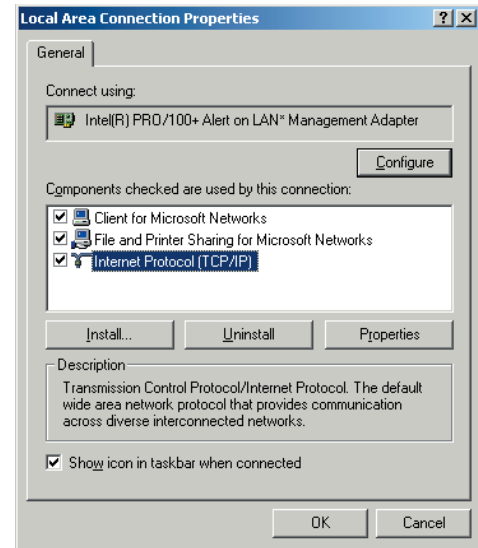 Local Area Connection Properties
General
Connect using:
Intel(R) PRO/100+ Alert on LAN* Management Adapter
Configure
Components checked are used by this connection:
Client for Microsoft Networks
File and Printer Sharing for Microsoft Networks
Internet Protocol (TCP/IP)
Install... Uninstall Properties
Description
Transmission Control Protocol/Internet Protocol. The default
wide area network protocol that provides communication
across diverse interconnected networks.
Show icon in taskbar when connected
OK Cancel